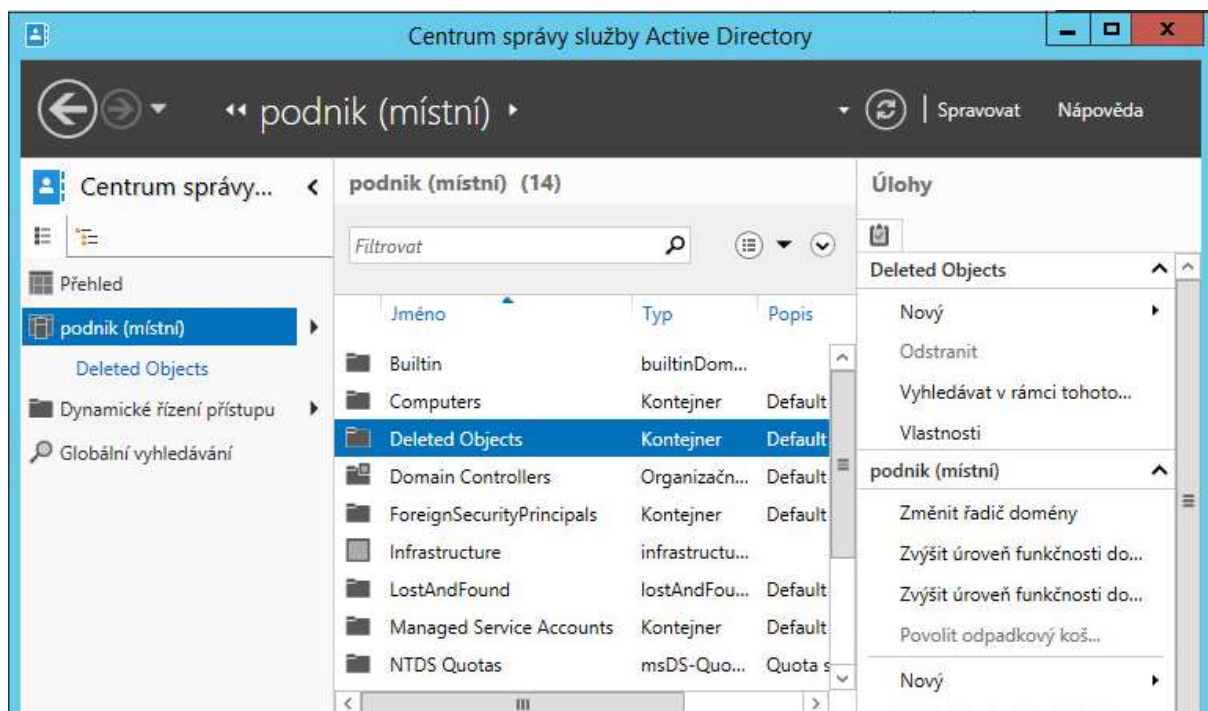 Centrum správy služby Active Directory
podnik (místní)
Spravovat Nápověda
Centrum správy...
Přehled
podnik (místní)
Deleted Objects
Dynamické řízení přístupu
Globální vyhledávání
podnik (místní) (14)
Filtrovat
Jméno Typ Popis
Builtin builtinDom...
Computers Kontejner Default
Deleted Objects Kontejner Default
Domain Controllers Organizačn... Default
ForeignSecurityPrincipals Kontejner Default
Infrastructure infrastructu...
LostAndFound lostAndFou... Default
Managed Service Accounts Kontejner Default
NTDS Quotas msDS-Quo... Quota s
Úlohy
Deleted Objects
Nový
Odstranit
Vyhledávat v rámci tohoto...
Vlastnosti
podnik (místní)
Změnit řadič domény
Zvýšit úroveň funkčnosti do...
Zvýšit úroveň funkčnosti do...
Povolit odpadkový koš...
Nový